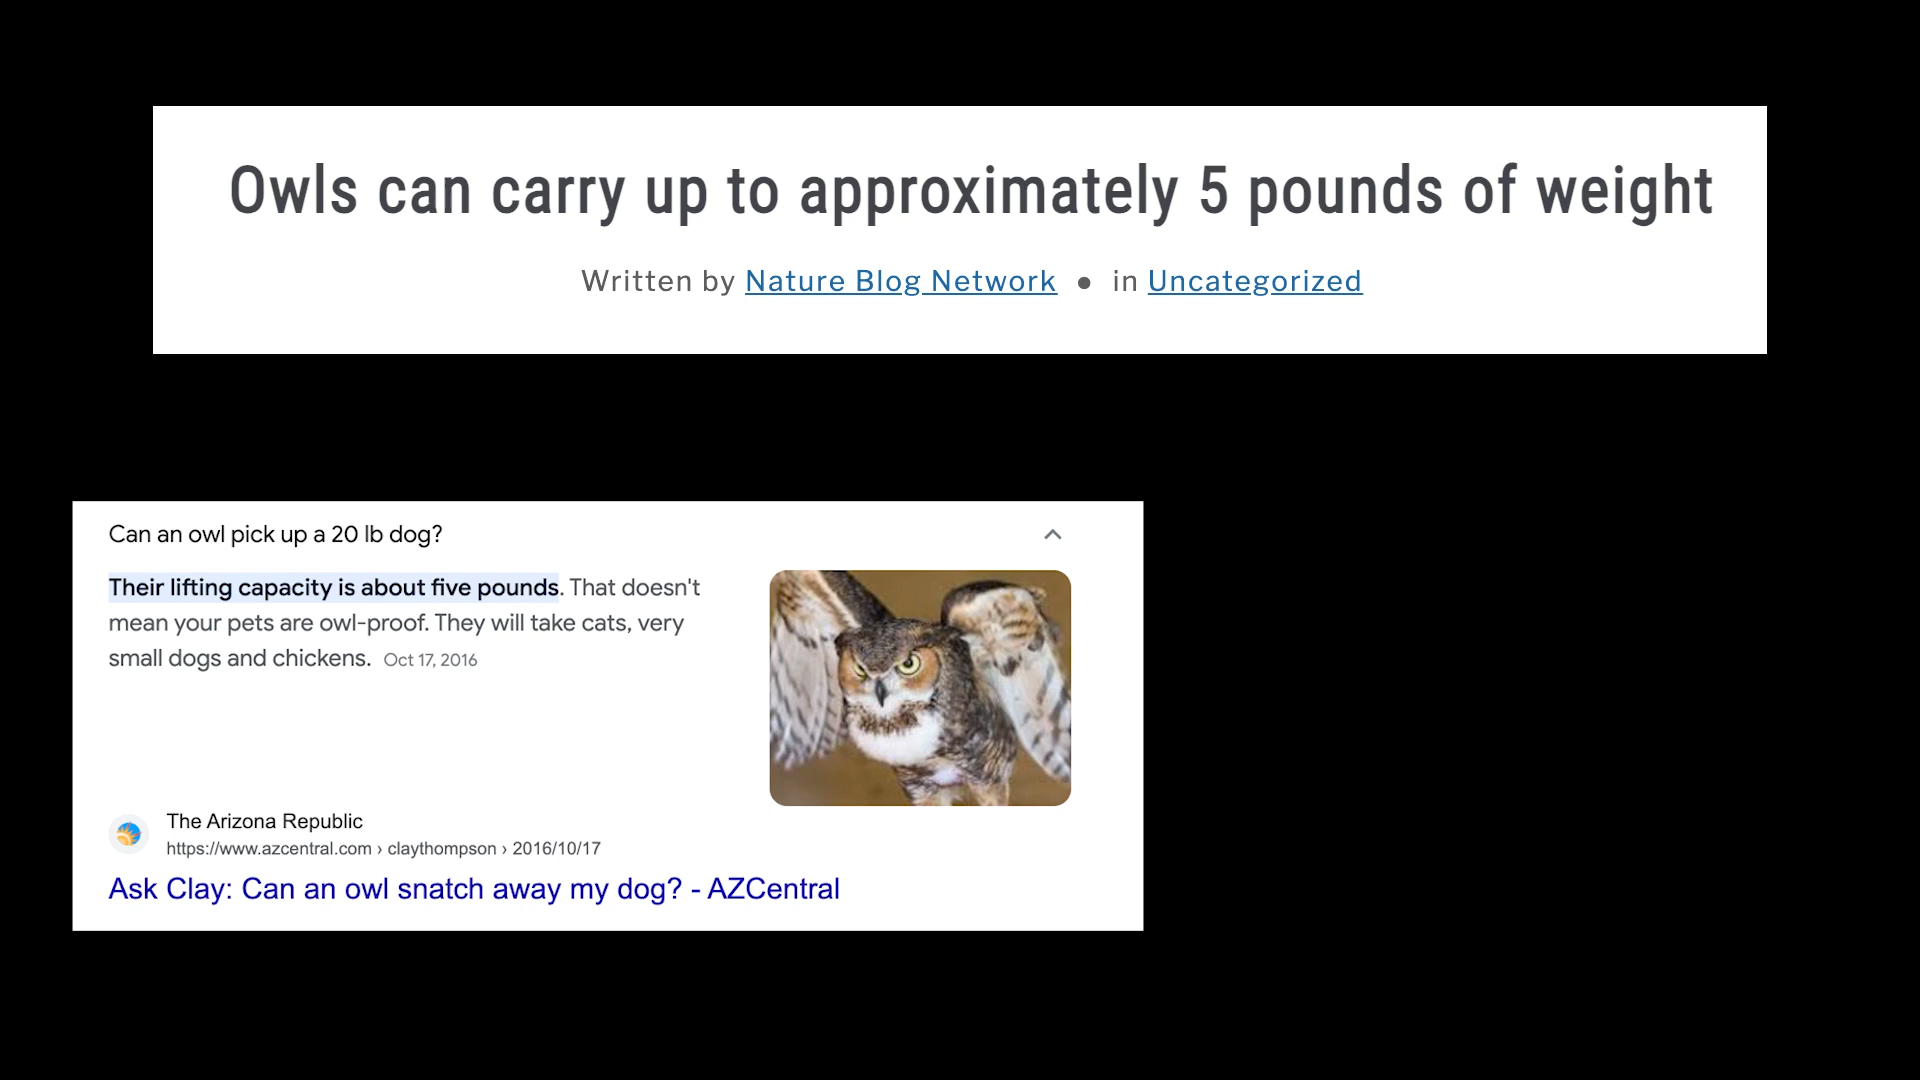 Owls can carry up to approximately 5 pounds of weight
Written by Nature Blog Network ● in Uncategorized
Can an owl pick up a 20 lb dog?
Their lifting capacity is about five pounds. That doesn't
mean your pets are owl-proof. They will take cats, very
small dogs and chickens. Oct 17, 2016
The Arizona Republic
https://www.azcentral.com › claythompson › 2016/10/17
Ask Clay: Can an owl snatch away my dog? - AZCentral